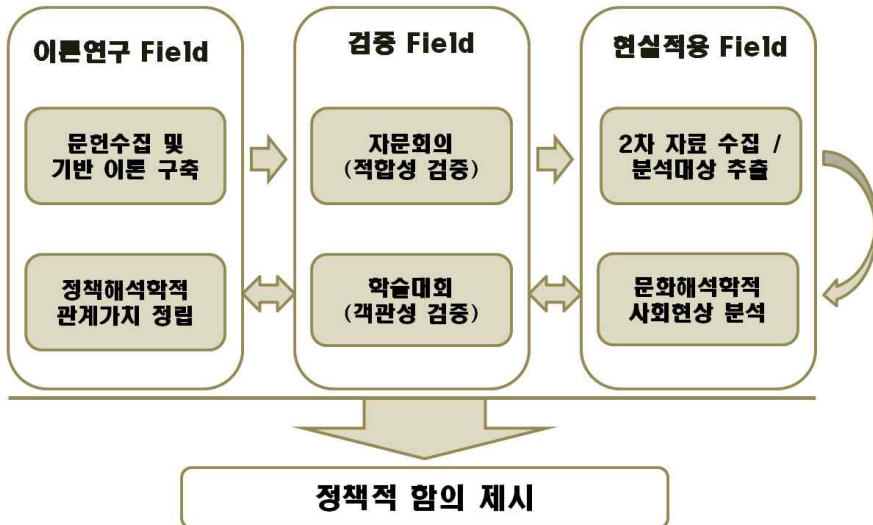 이론연구 Field
문헌수집 및
기반 이론 구축
정책해석학적
관계가치 정립
검증 Field
자문회의
(적합성 검증)
학술대회
(객관성 검증)
현실적용 Field
2차 자료 수집 /
분석대상 추출
문화해석학적
사회현상 분석
정책적 함의 제시